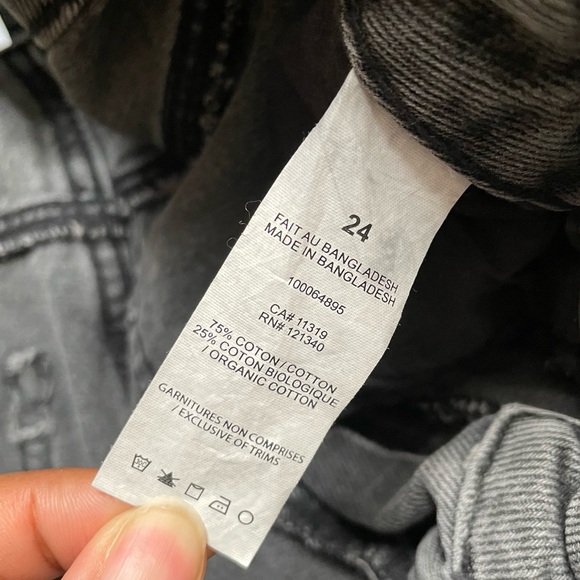 24
FAIT AU BANGLADESH
MADE IN BANGLADESH
100064895
CA# 11319
RN# 121340
75% COTON / COTTON
25% COTON BIOLOGIQUE
/ ORGANIC COTTON
GARNITURES NON COMPRISES
/ EXCLUSIVE OF TRIMS
30